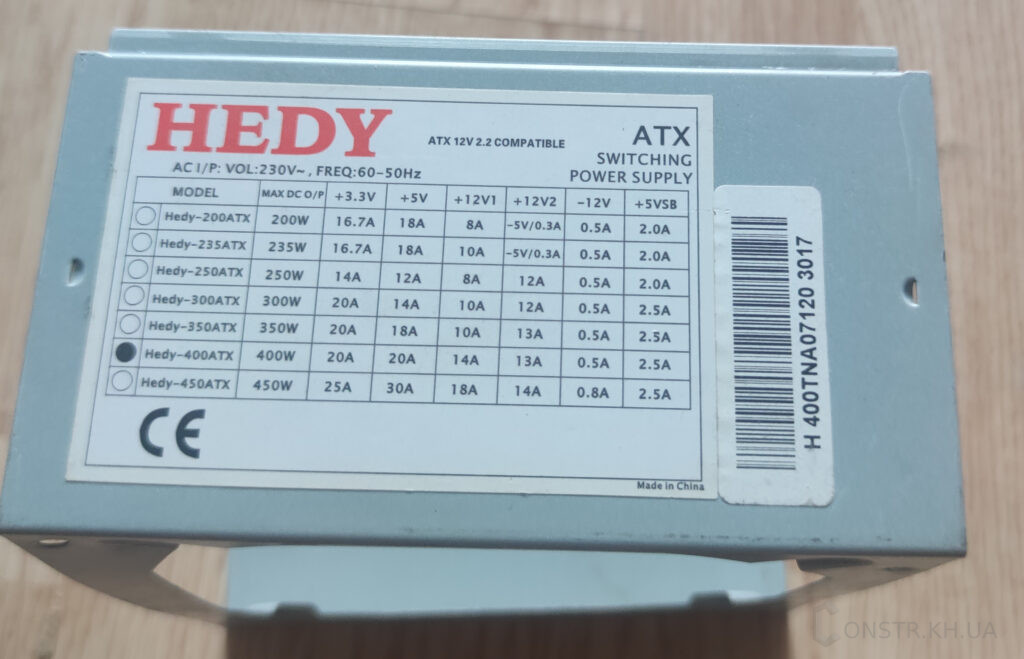 HEDY
ATX 12V 2.2 COMPATIBLE
ATX
SWITCHING
POWER SUPPLY
AC I/P: VOL:230V~, FREQ:60-50Hz
MODEL MAX DC O/P +3.3V +5V +12V1 +12V2 -12V +5VSB
Hedy-200ATX 200W 16.7A 18A 8A -5V/0.3A 0.5A 2.0A
Hedy-235ATX 235W 16.7A 18A 10A -5V/0.3A 0.5A 2.0A
Hedy-250ATX 250W 14A 12A 8A 12A 0.5A 2.0A
Hedy-300ATX 300W 20A 14A 10A 12A 0.5A 2.5A
Hedy-350ATX 350W 20A 18A 10A 13A 0.5A 2.5A
Hedy-400ATX 400W 20A 20A 14A 13A 0.5A 2.5A
Hedy-450ATX 450W 25A 30A 18A 14A 0.8A 2.5A
CE
Made in China
H 400TNA07120 3017
CONSTR.KH.UA